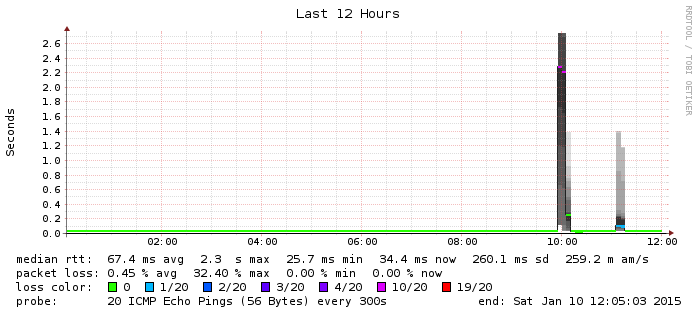 Last 12 Hours
RRDTOOL / TOBI OETIKER
Seconds
2.6
2.4
2.2
2.0
1.8
1.6
1.4
1.2
1.0
0.8
0.6
0.4
0.2
0.0
02:00 04:00 06:00 08:00 10:00 12:00
median rtt: 67.4 ms avg 2.3 s max 25.7 ms min 34.4 ms now 260.1 ms sd 259.2 m am/s
packet loss: 0.45 % avg 32.40 % max 0.00 % min 0.00 % now
loss color: 0 1/20 2/20 3/20 4/20 10/20 19/20
probe: 20 ICMP Echo Pings (56 Bytes) every 300s end: Sat Jan 10 12:05:03 2015